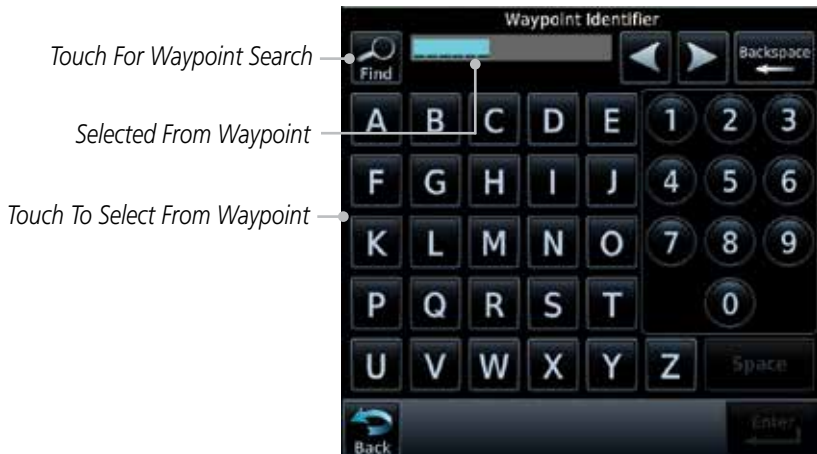 Waypoint Identifier
Touch For Waypoint Search
Find
Backspace
Selected From Waypoint
A B C D E 1 2 3
F G H I J 4 5 6
Touch To Select From Waypoint
K L M N O 7 8 9
P Q R S T 0
U V W X Y Z Space
Back
Enter